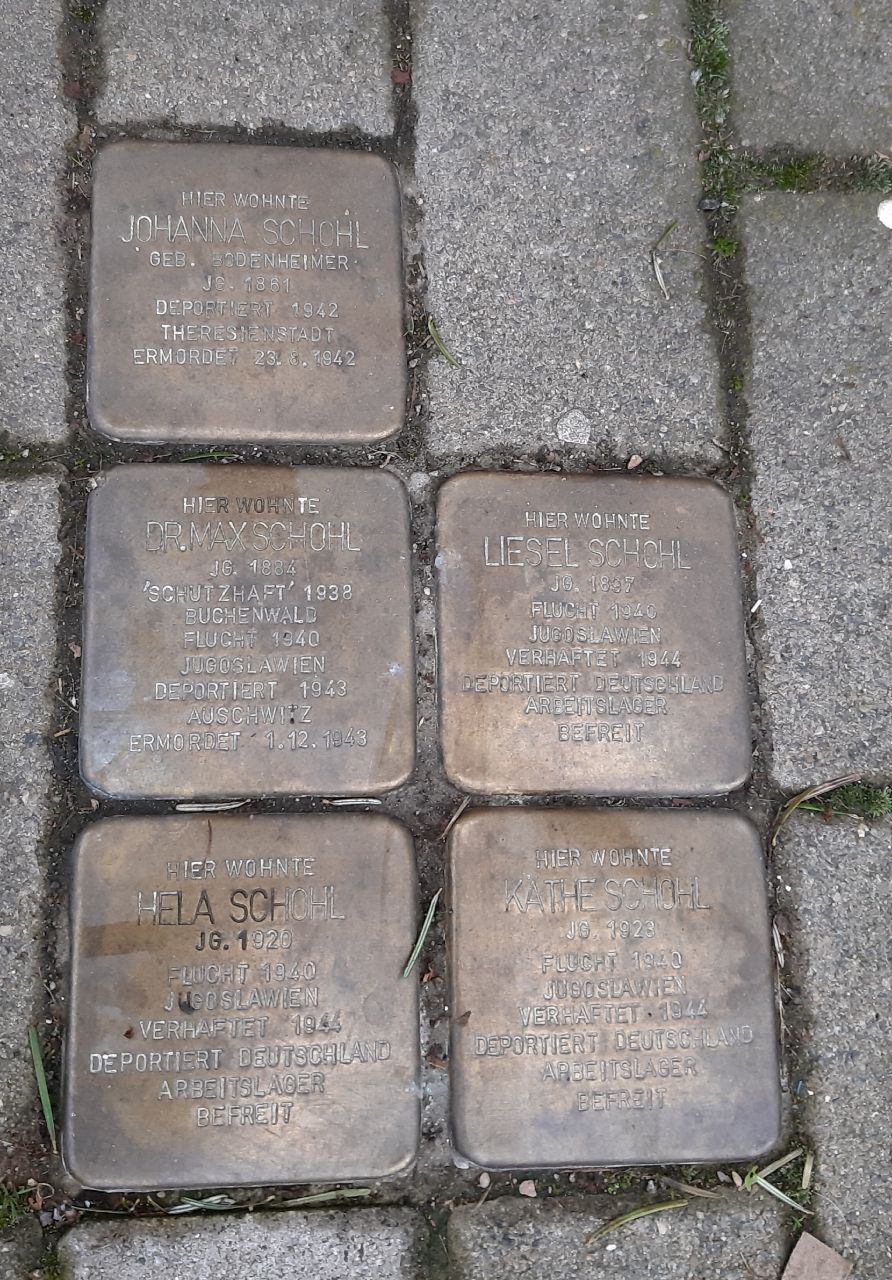 HIER WOHNTE
JOHANNA SCHOHL
GEB. BODENHEIMER
JG. 1861
DEPORTIERT 1942
THERESIENSTADT
ERMORDET 23.8.1942
HIER WOHNTE
DR. MAX SCHOHL
JG. 1884
'SCHUTZHAFT' 1938
BUCHENWALD
FLUCHT 1940
JUGOSLAWIEN
DEPORTIERT 1943
AUSCHWITZ
ERMORDET 1.12.1943
HIER WOHNTE
LIESEL SCHOHL
JG.
FLUCHT 1940
JUGOSLAWIEN
VERHAFTET 1944
DEPORTIERT DEUTSCHLAND
ARBEITSLAGER
BEFREIT
HIER WOHNTE
HELA SCHOHL
JG. 1920
FLUCHT 1940
JUGOSLAWIEN
VERHAFTET 1944
DEPORTIERT DEUTSCHLAND
ARBEITSLAGER
BEFREIT
HIER WOHNTE
KÄTHE SCHOHL
JG. 1923
FLUCHT 1940
JUGOSLAWIEN
VERHAFTET 1944
DEPORTIERT DEUTSCHLAND
ARBEITSLAGER
BEFREIT